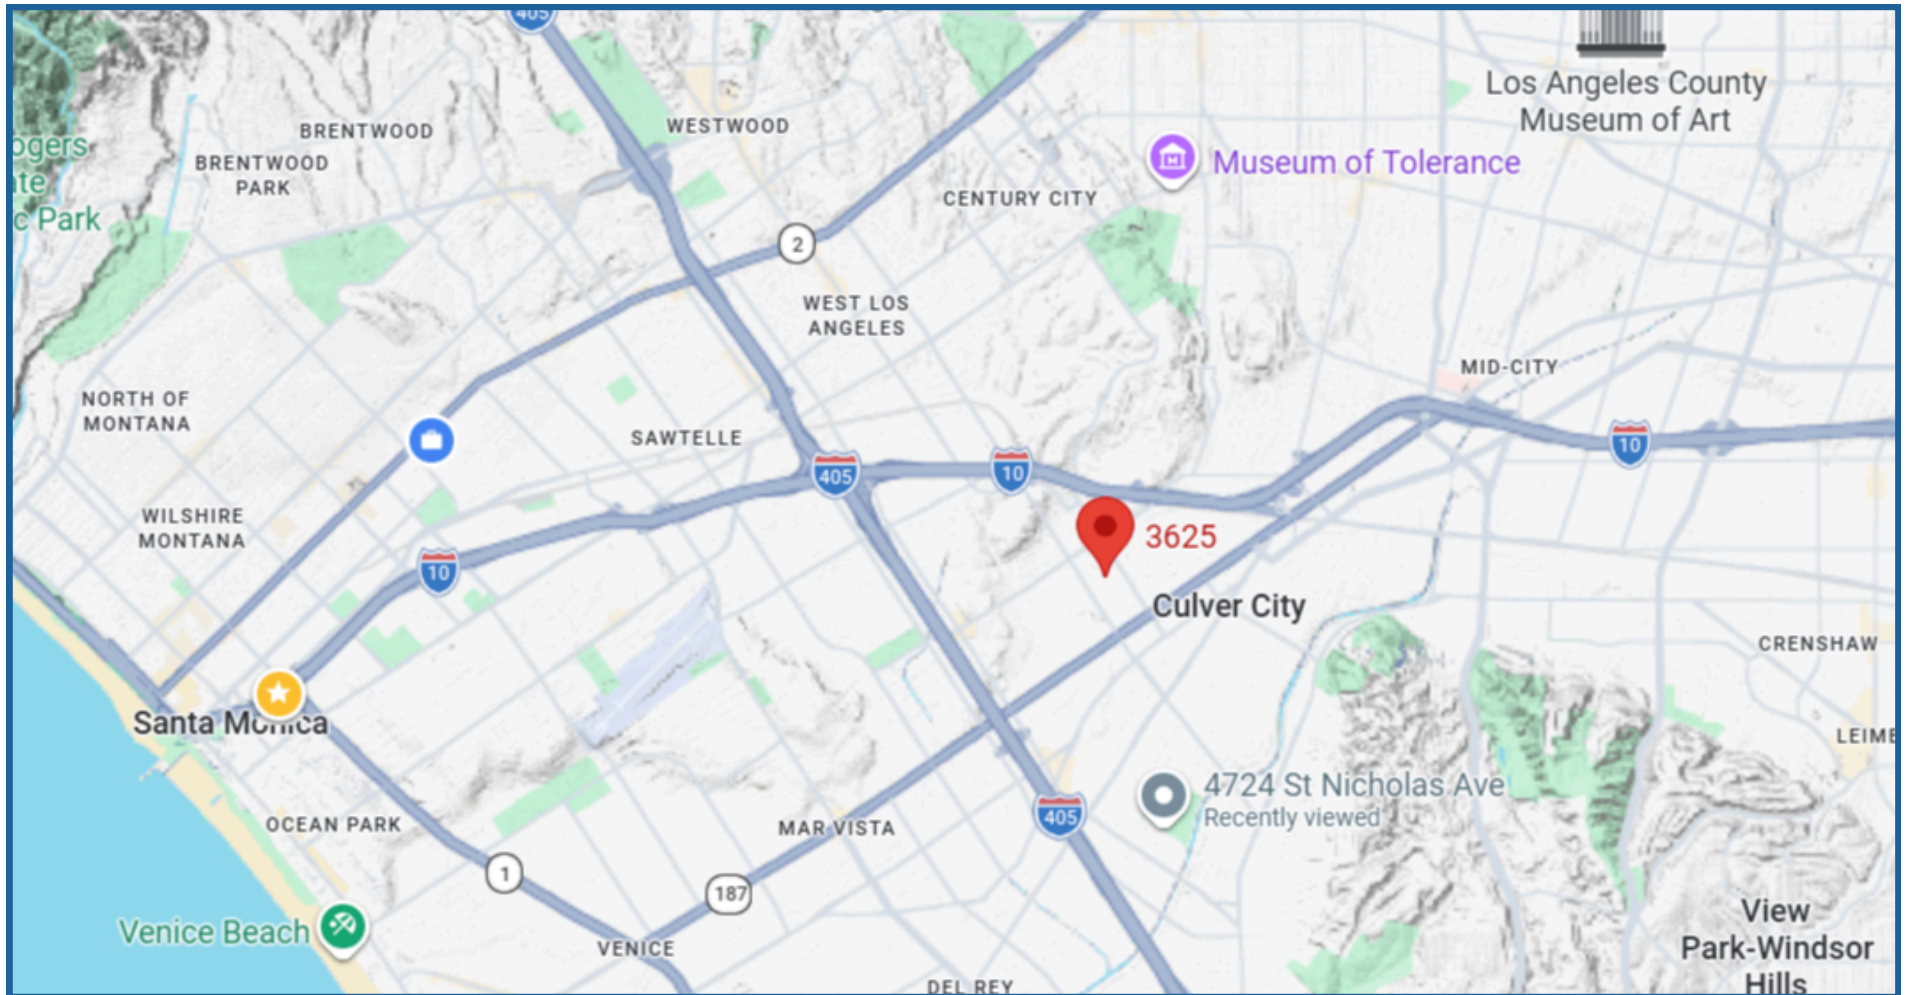 405
Los Angeles County
Museum of Art
BRENTWOOD
WESTWOOD
ogers
ate
c Park
BRENTWOOD
PARK
Museum of Tolerance
CENTURY CITY
2
WEST LOS
ANGELES
MID-CITY
NORTH OF
MONTANA
SAWTELLE
405
10
10
WILSHIRE
MONTANA
3625
10
Culver City
CRENSHAW
Santa Monica
LEIME
4724 St Nicholas Ave
Recently viewed
OCEAN PARK
MAR VISTA
405
1
187
View
Park-Windsor
Hills
Venice Beach
VENICE
DEL REY